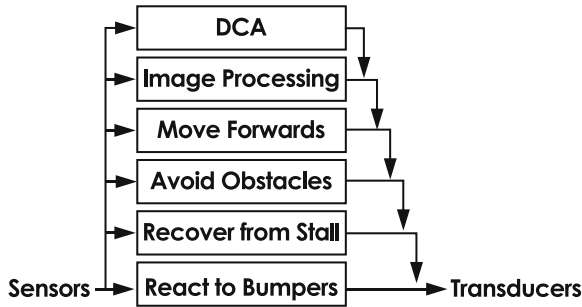 DCA
Image Processing
Move Forwards
Avoid Obstacles
Recover from Stall
Sensors React to Bumpers Transducers